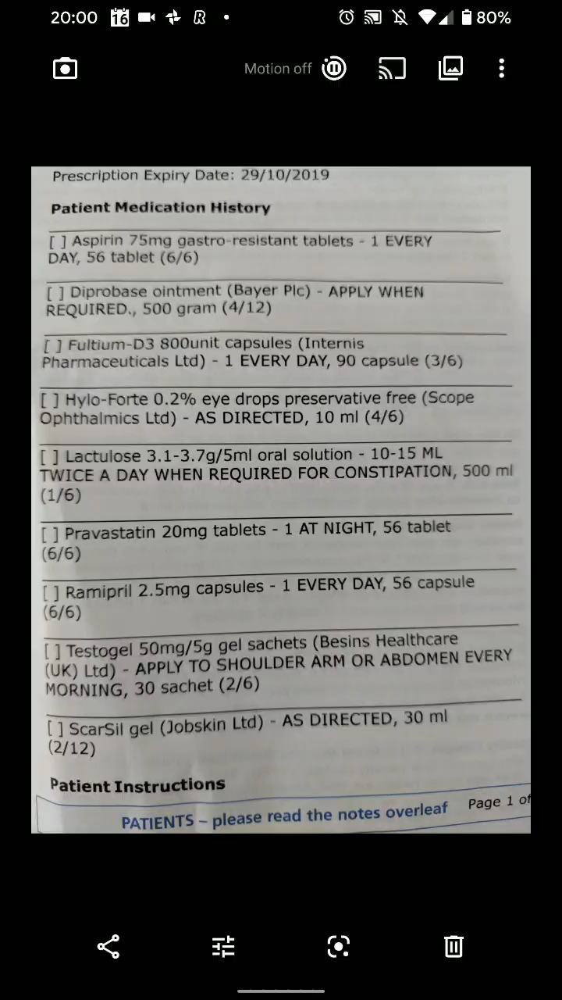 20:00 16 R 80%
Motion off
Prescription Expiry Date: 29/10/2019
Patient Medication History
[ ] Aspirin 75mg gastro-resistant tablets - 1 EVERY
DAY, 56 tablet (6/6)
[ ] Diprobase ointment (Bayer Plc) - APPLY WHEN
REQUIRED., 500 gram (4/12)
[ ] Fultium-D3 800unit capsules (Internis
Pharmaceuticals Ltd) - 1 EVERY DAY, 90 capsule (3/6)
[ ] Hylo-Forte 0.2% eye drops preservative free (Scope
Ophthalmics Ltd) - AS DIRECTED, 10 ml (4/6)
[ ] Lactulose 3.1-3.7g/5ml oral solution - 10-15 ML
TWICE A DAY WHEN REQUIRED FOR CONSTIPATION, 500 ml
(1/6)
[ ] Pravastatin 20mg tablets - 1 AT NIGHT, 56 tablet
(6/6)
[ ] Ramipril 2.5mg capsules - 1 EVERY DAY, 56 capsule
(6/6)
[ ] Testogel 50mg/5g gel sachets (Besins Healthcare
(UK) Ltd) - APPLY TO SHOULDER ARM OR ABDOMEN EVERY
MORNING, 30 sachet (2/6)
[ ] ScarSil gel (Jobskin Ltd) - AS DIRECTED, 30 ml
(2/12)
Patient Instructions
PATIENTS – please read the notes overleaf Page 1 of